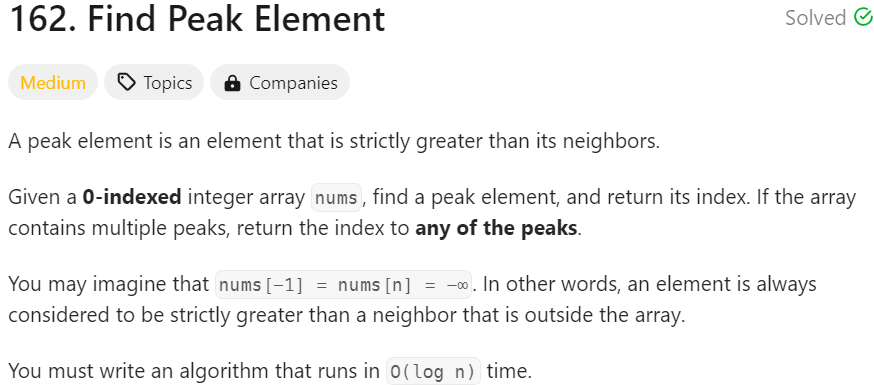 162. Find Peak Element
Solved
Medium
Topics
Companies
A peak element is an element that is strictly greater than its neighbors.
Given a 0-indexed integer array nums, find a peak element, and return its index. If the array
contains multiple peaks, return the index to any of the peaks.
You may imagine that nums[-1] = nums[n] = -∞. In other words, an element is always
considered to be strictly greater than a neighbor that is outside the array.
You must write an algorithm that runs in O(log n) time.